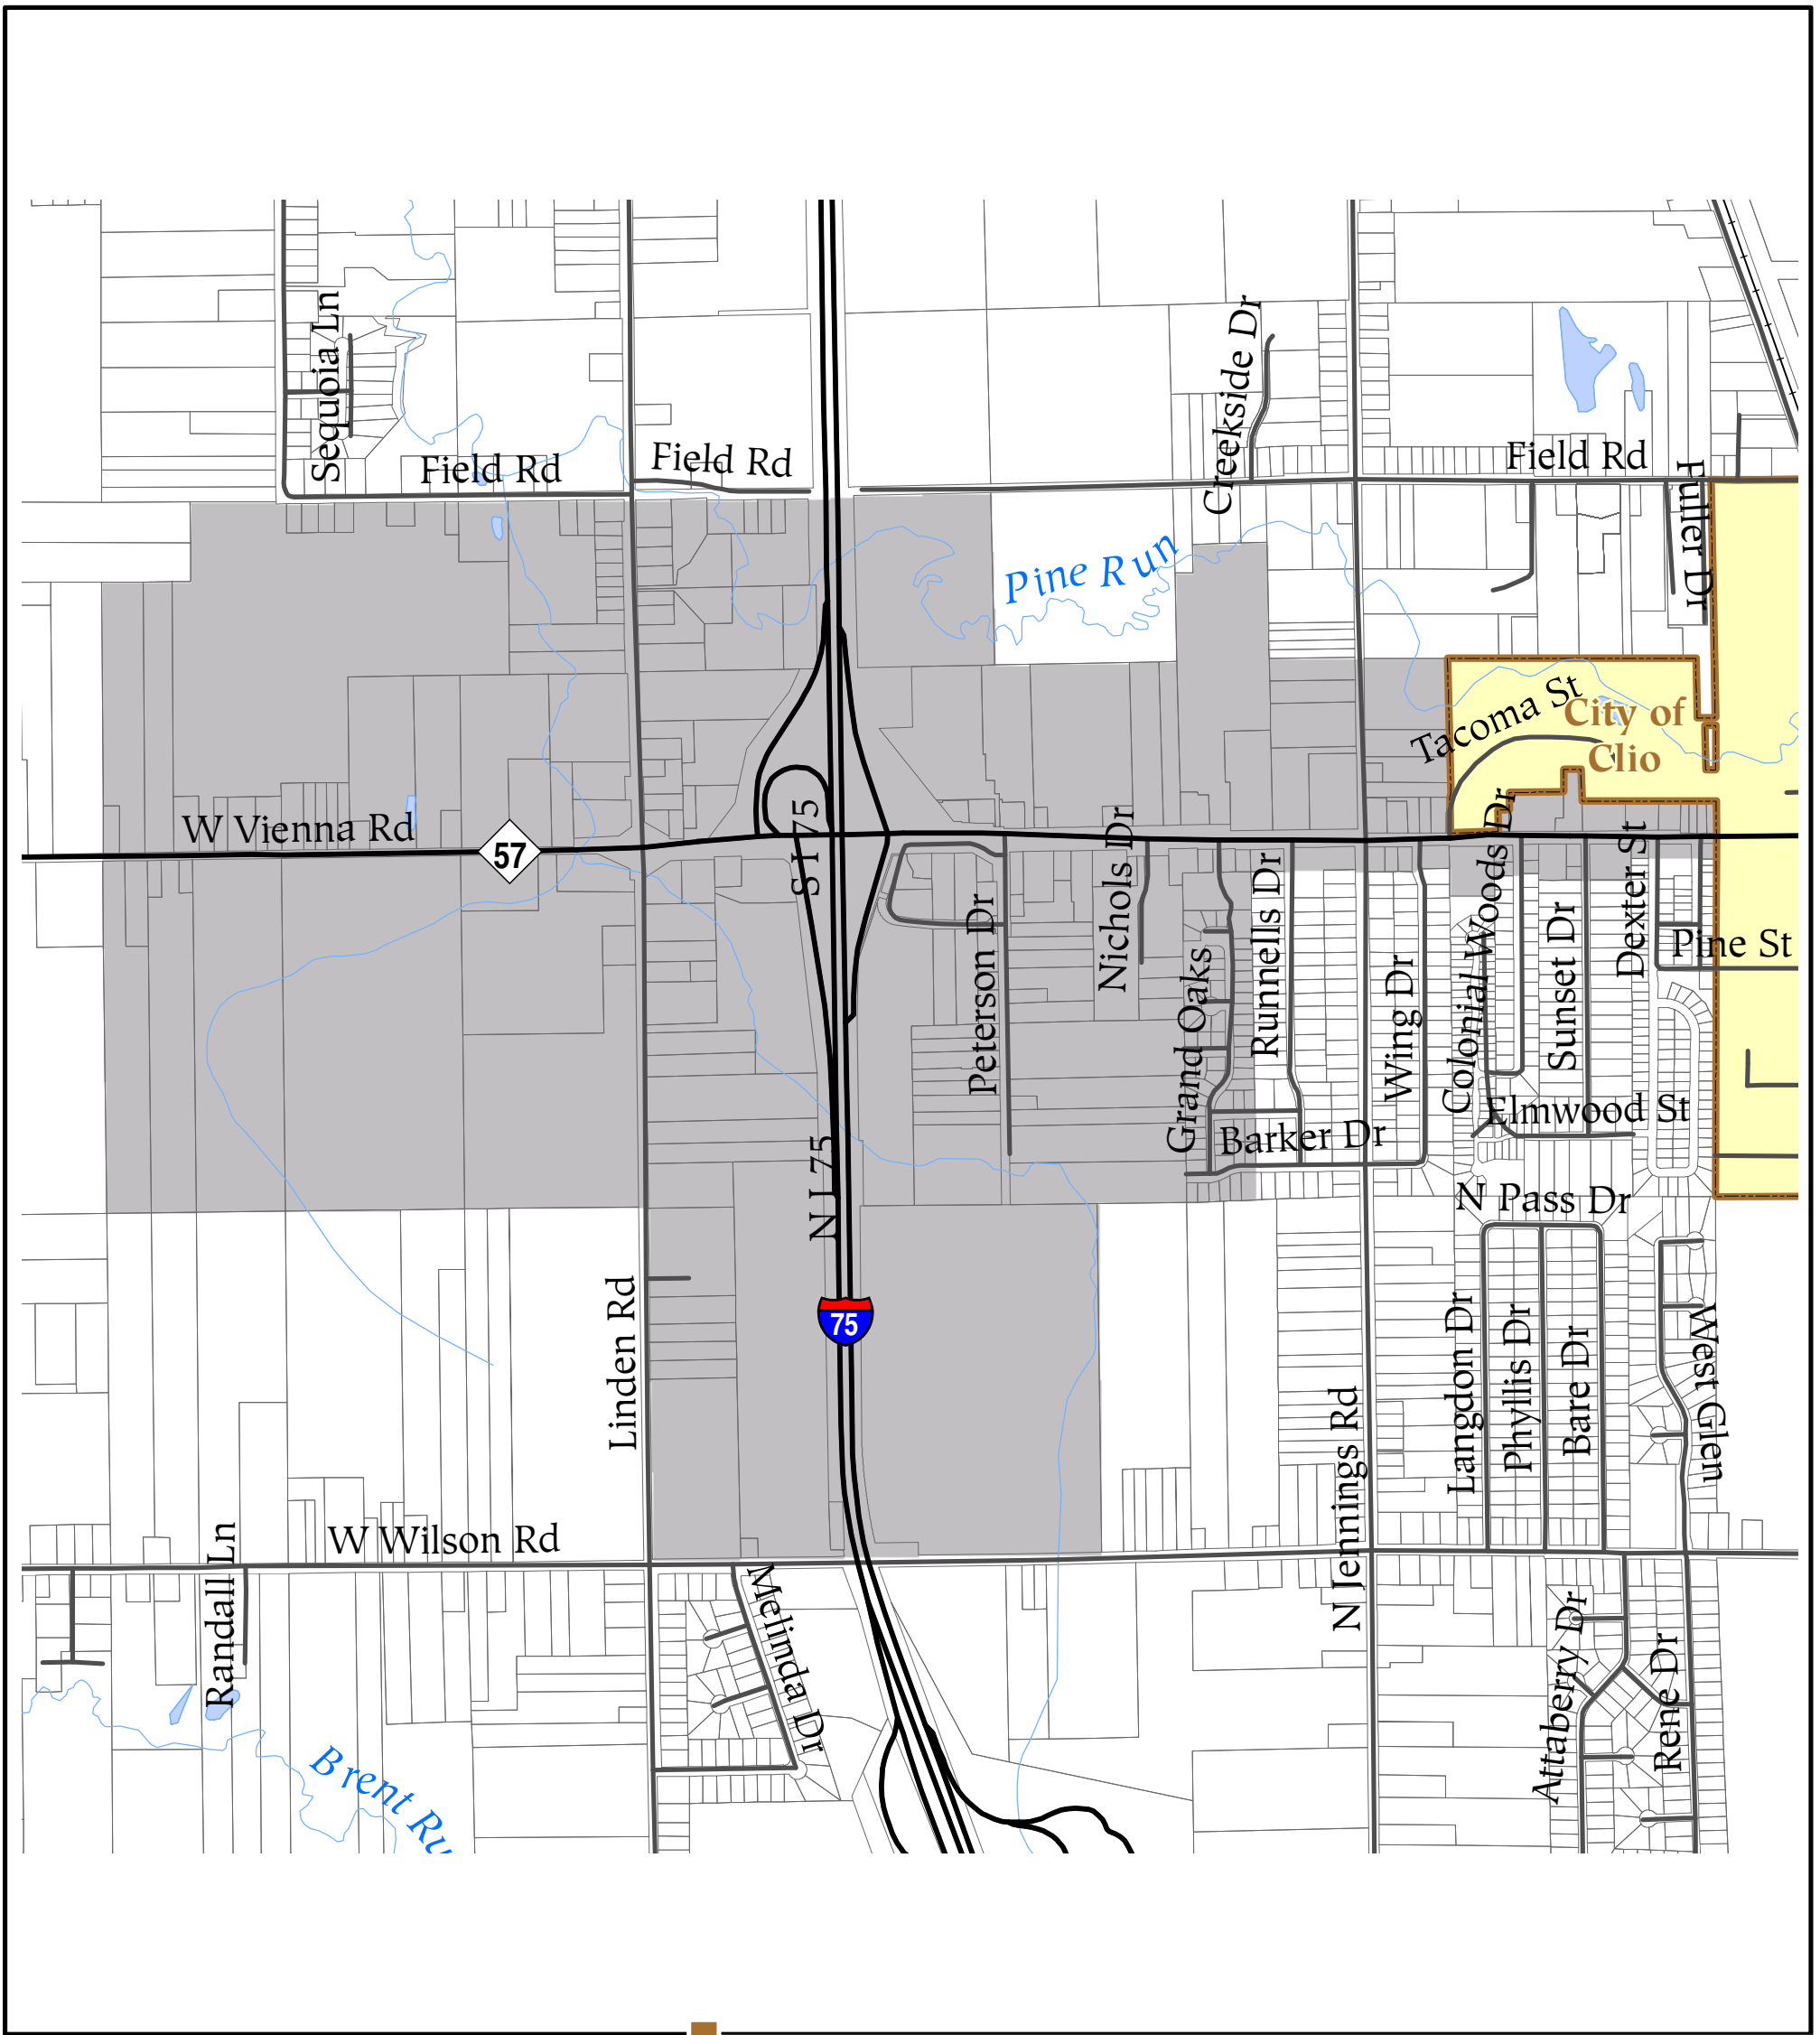 Sequoia Ln
Creekside Dr
Field Rd
Field Rd
Field Rd
Fuller Dr
Pine Run
Tacoma St
City of
Clio
W Vienna Rd
57
S I 75
Nichols Dr
Peterson Dr
Grand Oaks
Runnells Dr
Wing Dr
Colonial Woods Dr
Sunset Dr
Dexter St
Pine St
Elmwood St
Barker Dr
N I 75
N Pass Dr
75
Linden Rd
Langdon Dr
Phyllis Dr
Bare Dr
West Glen
N Jennings Rd
W Wilson Rd
Randall Ln
Melinda Dr
Attaberry Dr
Rene Dr
Brent Ru